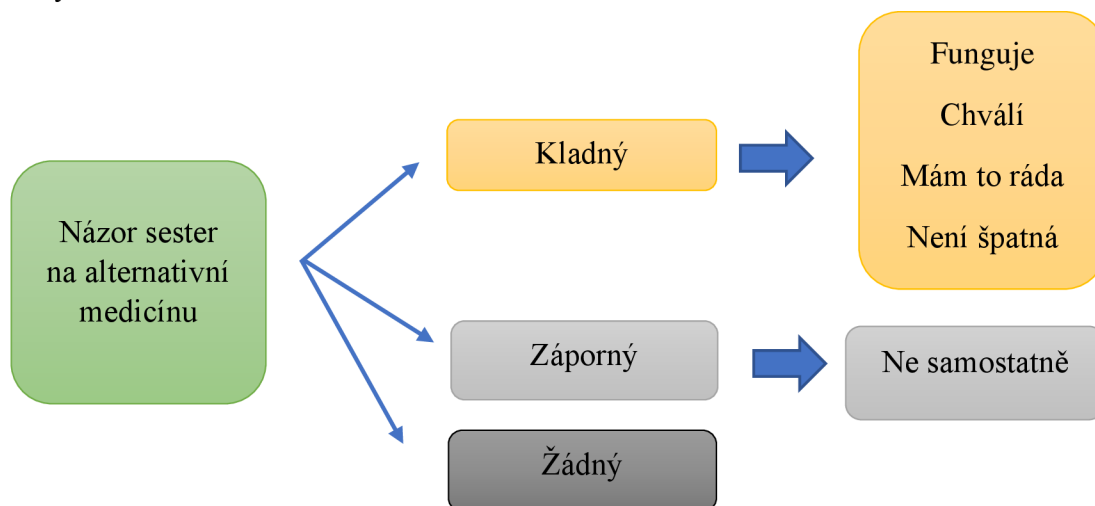 Názor sester
na alternativní
medicínu
Kladný
Funguje
Chválí
Mám to ráda
Není špatná
Záporný
Ne samostatně
Žádný